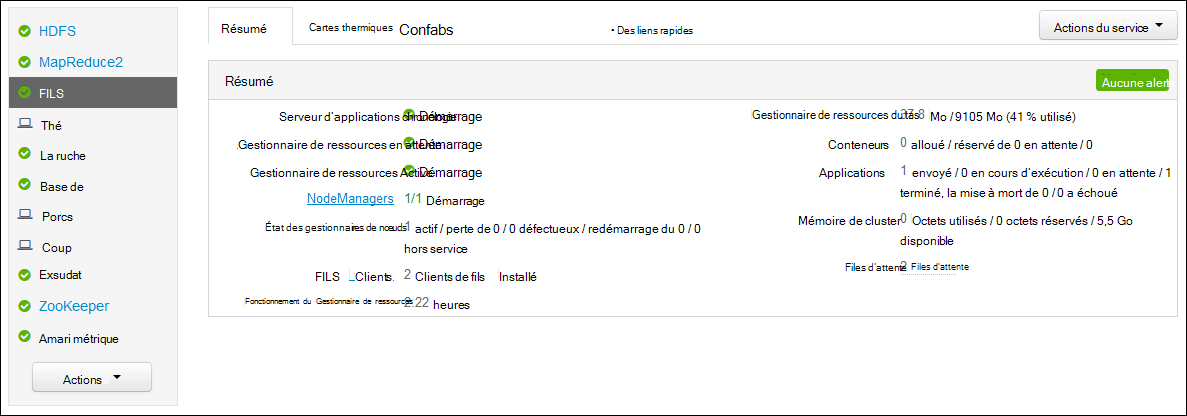 HDFS
MapReduce2
FILS
Thé
La ruche
Base de
Porcs
Coup
Exsudat
ZooKeeper
Amari métrique
Actions
Résumé
Cartes thermiques
Confabs
• Des liens rapides
Actions du service
Résumé
Aucune alert
Serveur d'applications
Démarrage
Gestionnaire de ressources en attente
Démarrage
Gestionnaire de ressources Active
Démarrage
NodeManagers 1/1 Démarrage
État des gestionnaires de nœuds 1 actif / perte de 0 / 0 défectueux / redémarrage du 0 / 0
hors service
FILS Clients. 2 Clients de fils Installé
Fonctionnement du Gestionnaire de ressources 2.22 heures
Gestionnaire de ressources du tas
Mo / 9105 Mo (41 % utilisé)
Conteneurs 0 alloué / réservé de 0 en attente / 0
Applications 1 envoyé / 0 en cours d'exécution / 0 en attente / 1
terminé, la mise à mort de 0 / 0 a échoué
Mémoire de cluster 0 Octets utilisés / 0 octets réservés / 5,5 Go
disponible
Files d'attente 2 Files d'attente